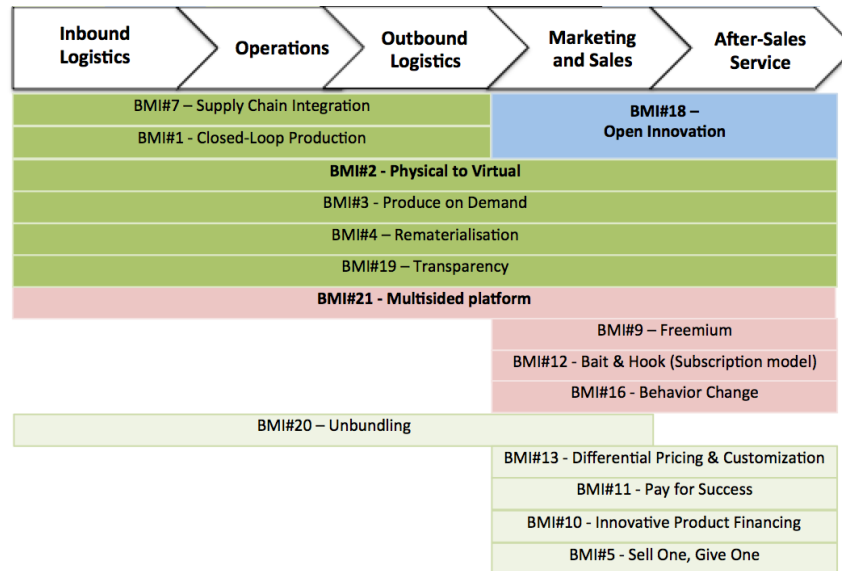 Inbound
Logistics
Operations
Outbound
Logistics
Marketing
and Sales
After-Sales
Service
BMI#7 – Supply Chain Integration
BMI#1 - Closed-Loop Production
BMI#18 –
Open Innovation
BMI#2 - Physical to Virtual
BMI#3 - Produce on Demand
BMI#4 – Rematerialisation
BMI#19 – Transparency
BMI#21 - Multisided platform
BMI#9 – Freemium
BMI#12 - Bait & Hook (Subscription model)
BMI#16 - Behavior Change
BMI#20 – Unbundling
BMI#13 - Differential Pricing & Customization
BMI#11 - Pay for Success
BMI#10 - Innovative Product Financing
BMI#5 - Sell One, Give One